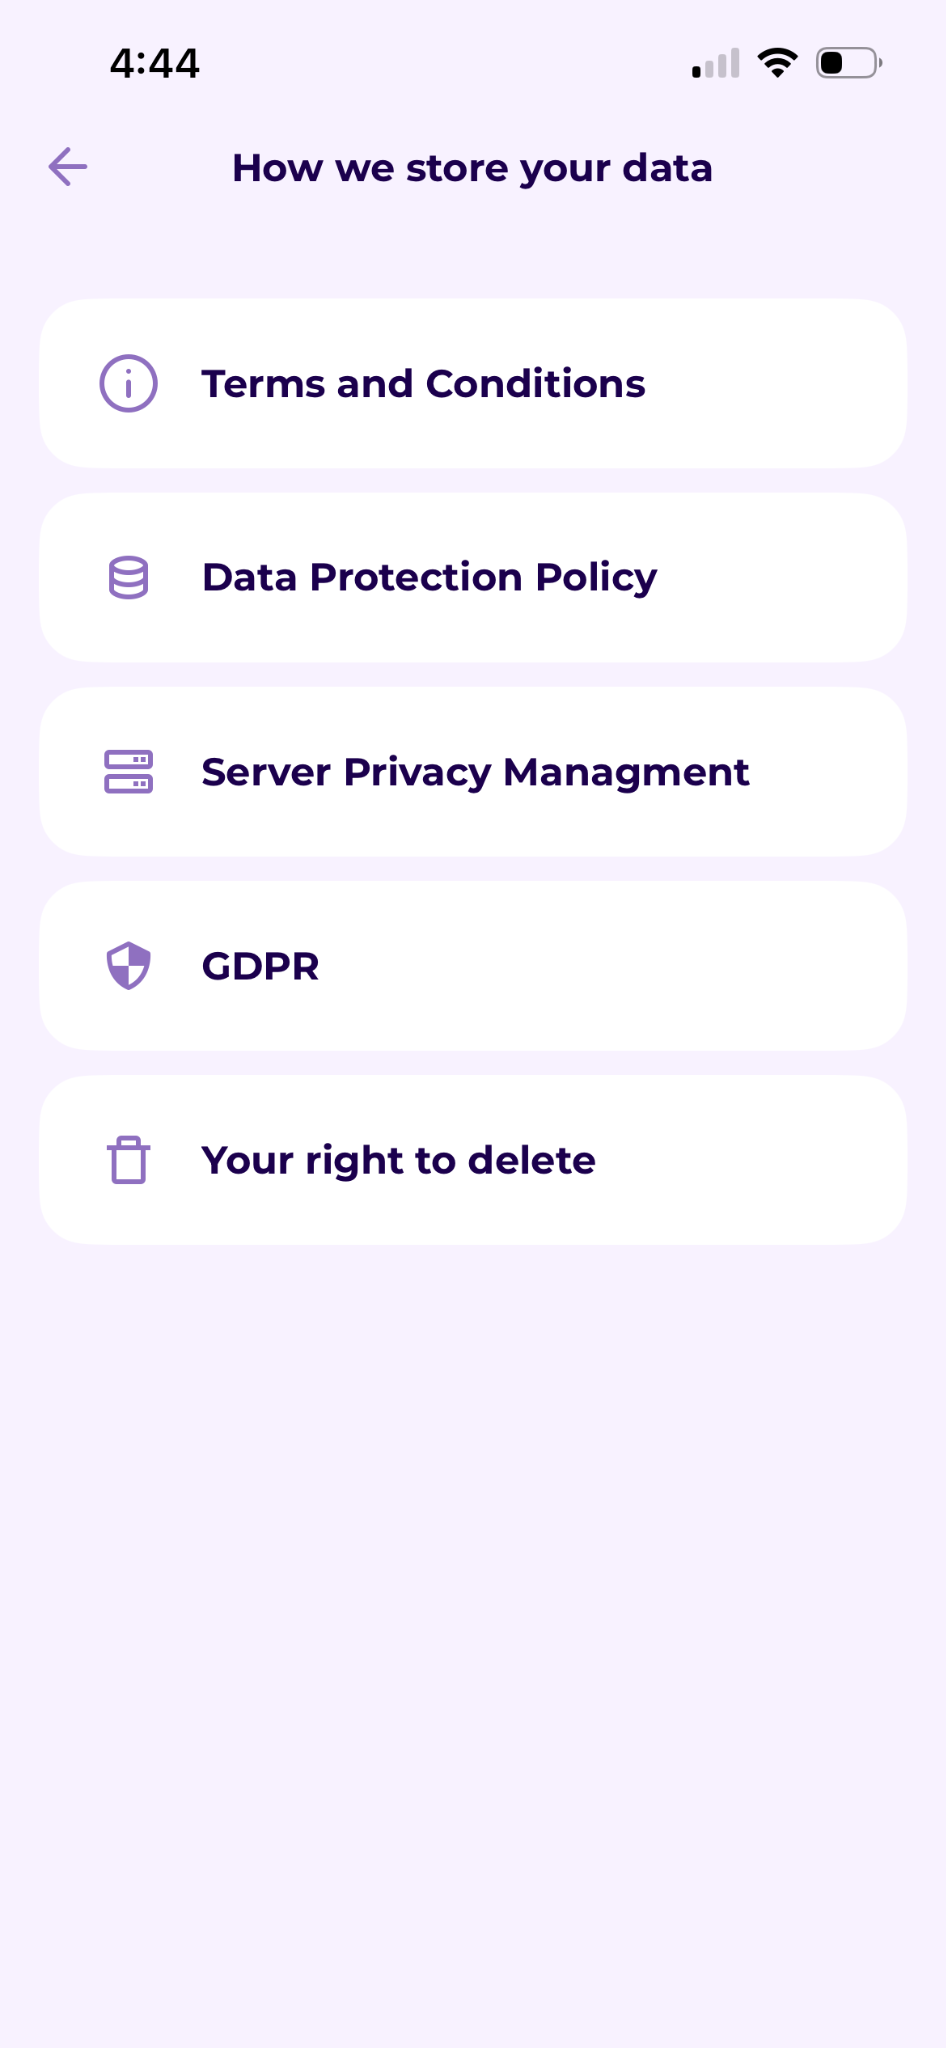 4:44
How we store your data
Terms and Conditions
Data Protection Policy
Server Privacy Managment
GDPR
Your right to delete